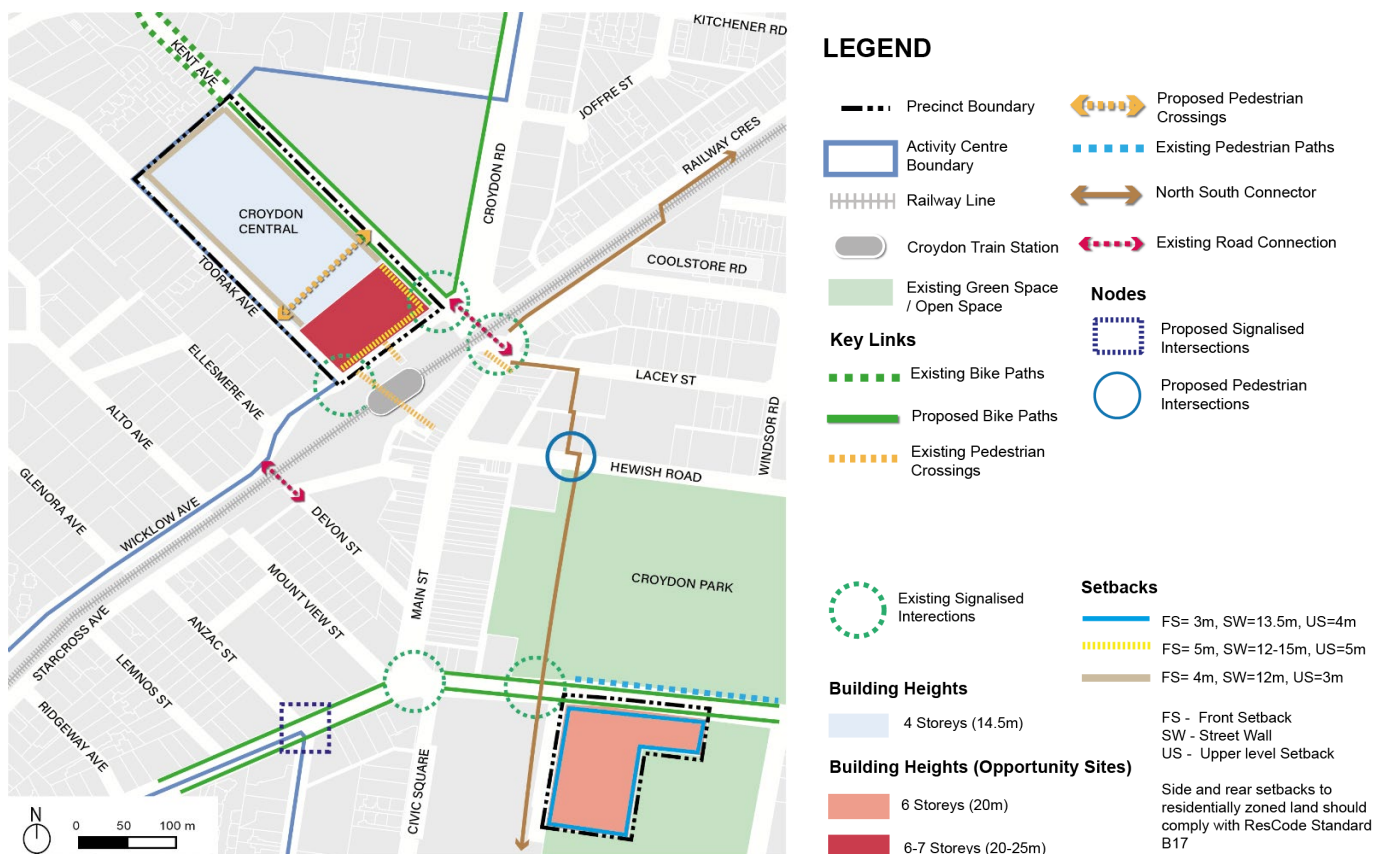 KITCHENER RD
KENT AVE
JOFFRE ST
RAILWAY CRES
CROYDON RD
CROYDON
CENTRAL
TOORAK AVE
COOLSTORE RD
ELLESMERE AVE
LACEY ST
ALTO AVE
WINDSOR RD
HEWISH ROAD
GLENORA AVE
WICKLOW AVE
DEVON ST
CROYDON PARK
MAIN ST
MOUNT VIEW ST
STARCROSS AVE
ANZAC ST
LEMNOS ST
RIDGEWAY AVE
CIVIC SQUARE
N
0 50 100 m
LEGEND
Precinct Boundary
Activity Centre
Boundary
Railway Line
Croydon Train Station
Existing Green Space
/ Open Space
Key Links
Existing Bike Paths
Proposed Bike Paths
Existing Pedestrian
Crossings
Proposed Pedestrian
Crossings
Existing Pedestrian Paths
North South Connector
Existing Road Connection
Nodes
Proposed Signalised
Intersections
Proposed Pedestrian
Intersections
Existing Signalised
Interections
Building Heights
4 Storeys (14.5m)
Building Heights (Opportunity Sites)
6 Storeys (20m)
6-7 Storeys (20-25m)
Setbacks
FS= 3m, SW=13.5m, US=4m
FS= 5m, SW=12-15m, US=5m
FS= 4m, SW=12m, US=3m
FS - Front Setback
SW - Street Wall
US - Upper level Setback
Side and rear setbacks to
residentially zoned land should
comply with ResCode Standard
B17